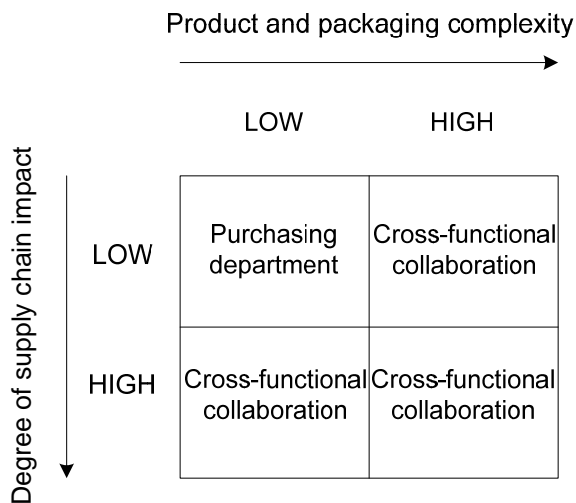 Product and packaging complexity
LOW
HIGH
Degree of supply chain impact
LOW
Purchasing
department
Cross-functional
collaboration
HIGH
Cross-functional
collaboration
Cross-functional
collaboration